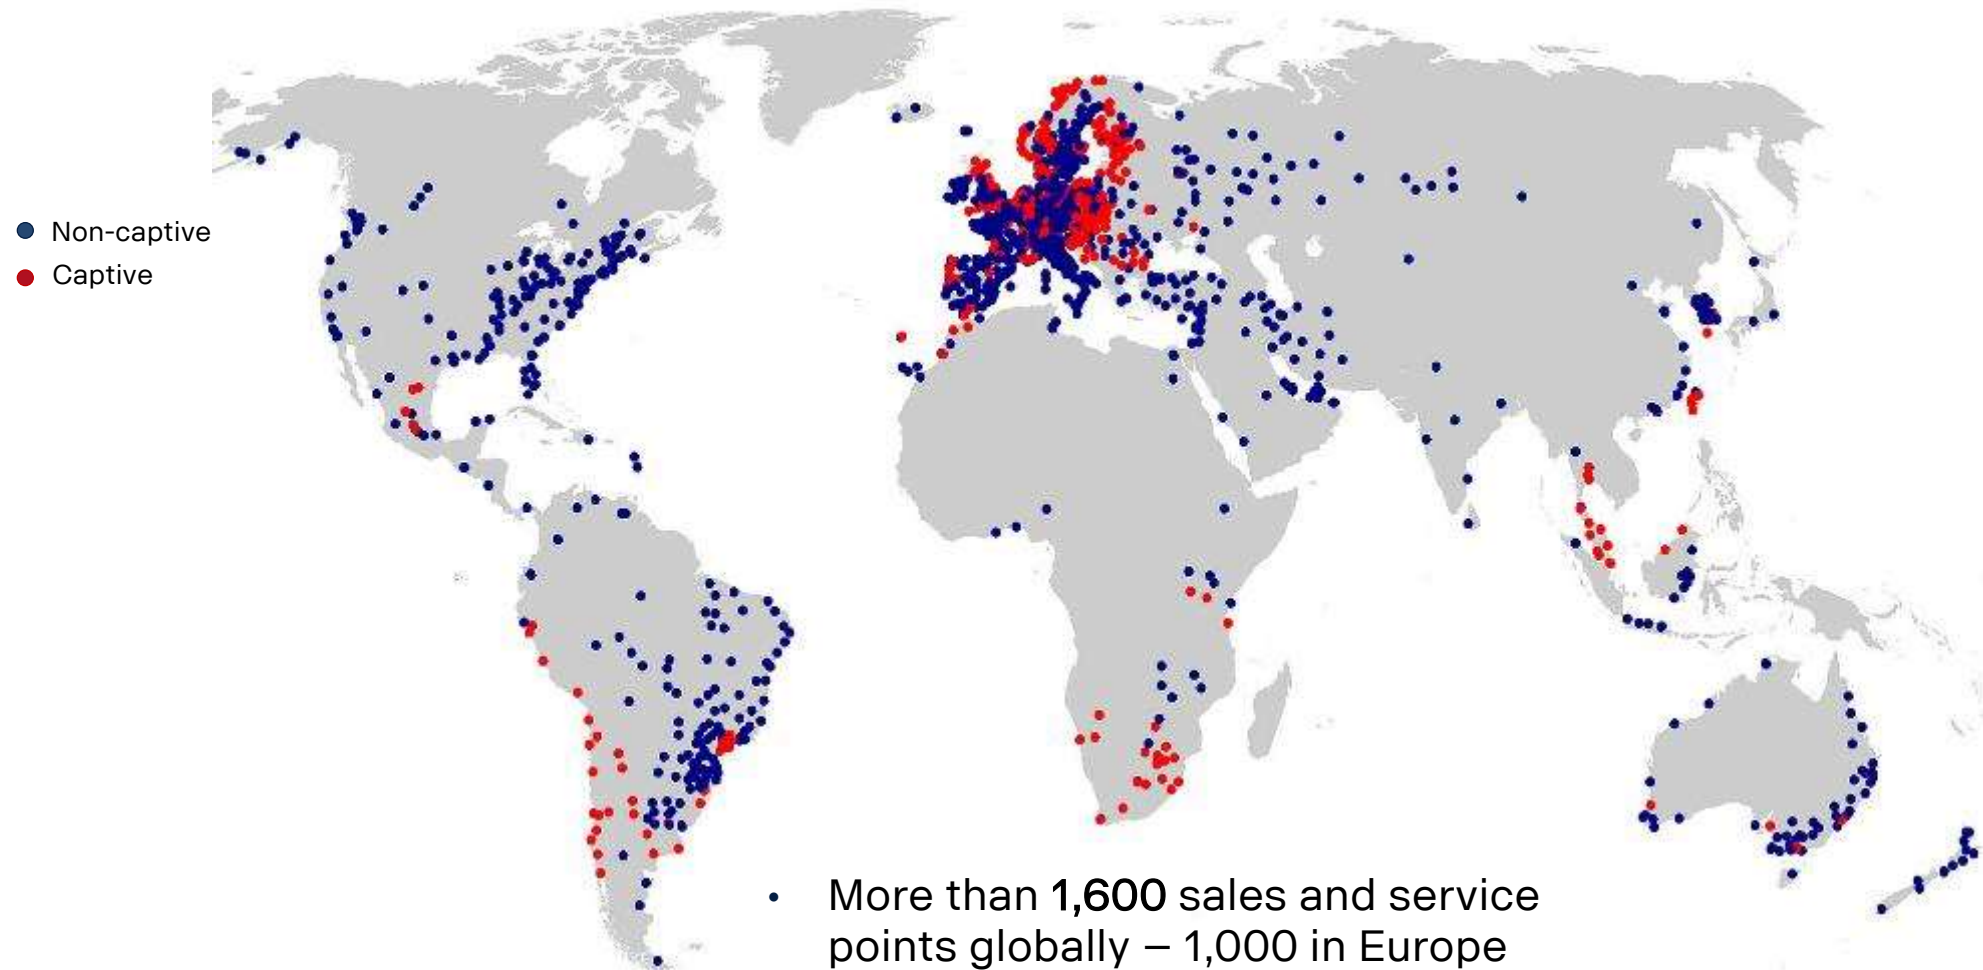 Non-captive
Captive
• More than 1,600 sales and service
points globally – 1,000 in Europe